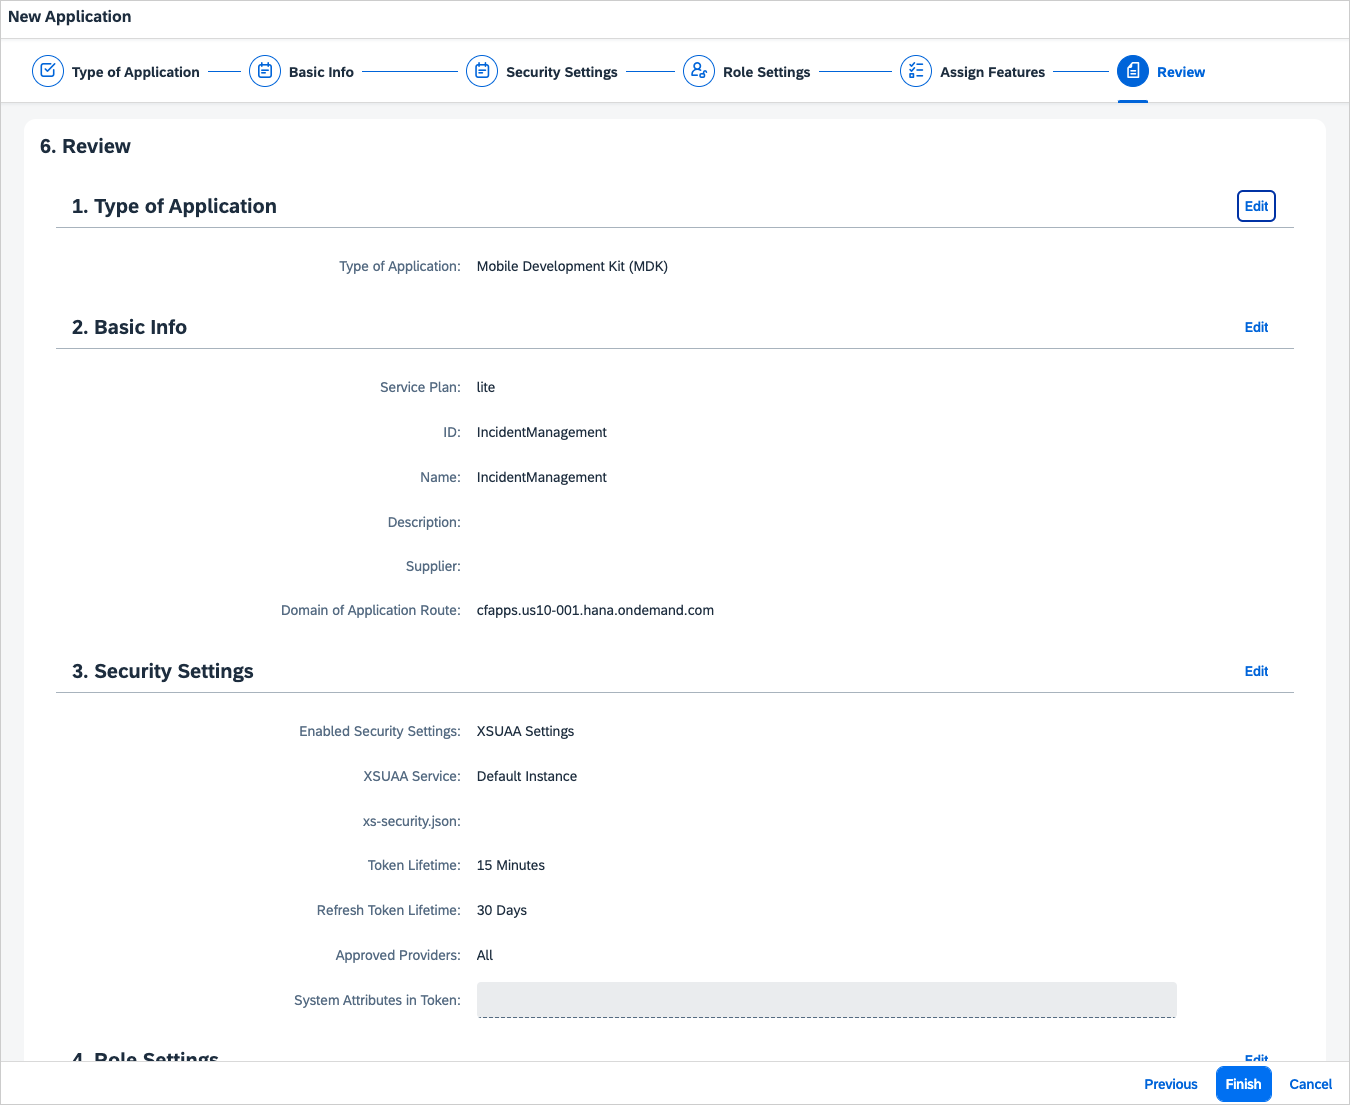 New Application
Type of Application
Basic Info
Security Settings
Role Settings
Assign Features
Review
6. Review
1. Type of Application
Edit
Type of Application: Mobile Development Kit (MDK)
2. Basic Info
Edit
Service Plan: lite
ID: IncidentManagement
Name: IncidentManagement
Description:
Supplier:
Domain of Application Route: cfapps.us10-001.hana.ondemand.com
3. Security Settings
Edit
Enabled Security Settings: XSUAA Settings
XSUAA Service: Default Instance
xs-security.json:
Token Lifetime: 15 Minutes
Refresh Token Lifetime: 30 Days
Approved Providers: All
System Attributes in Token:
4. Role Settings
Edit
Previous
Finish
Cancel